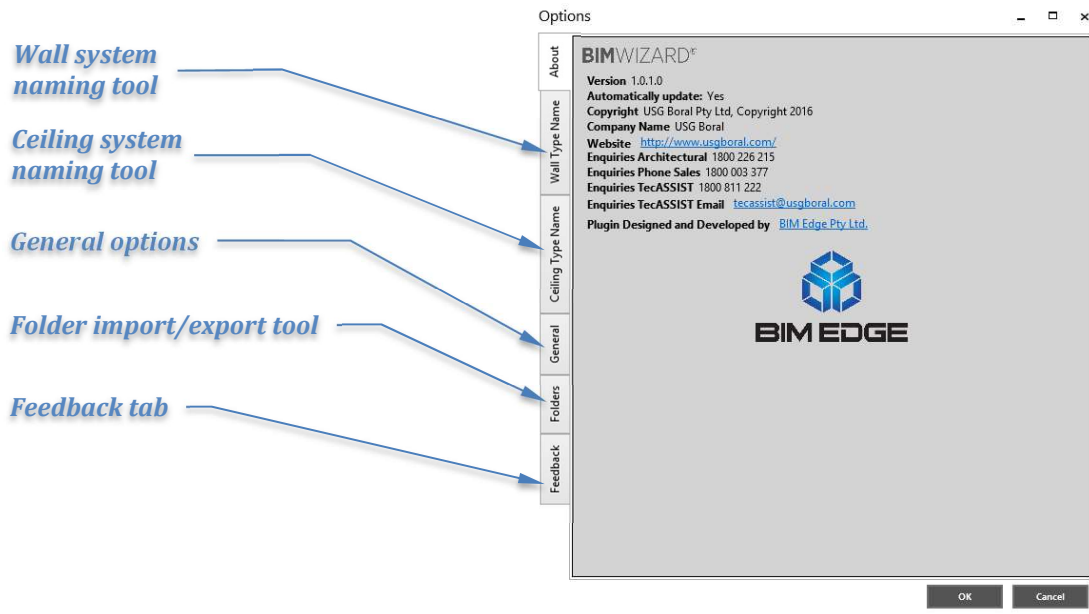 Options
Wall system
naming tool
Ceiling system
naming tool
General options
Folder import/export tool
Feedback tab
About
Wall Type Name
Ceiling Type Name
General
Folders
Feedback
BIMWIZARD
Version 1.0.1.0
Automatically update: Yes
Copyright USG Boral Pty Ltd, Copyright 2016
Company Name USG Boral
Website http://www.usgboral.com/
Enquiries Architectural 1800 226 215
Enquiries Phone Sales 1800 003 377
Enquiries TecASSIST 1800 811 222
Enquiries TecASSIST Email tecassist@usgboral.com
Plugin Designed and Developed by BIM Edge Pty Ltd.
BIM EDGE
OK
Cancel